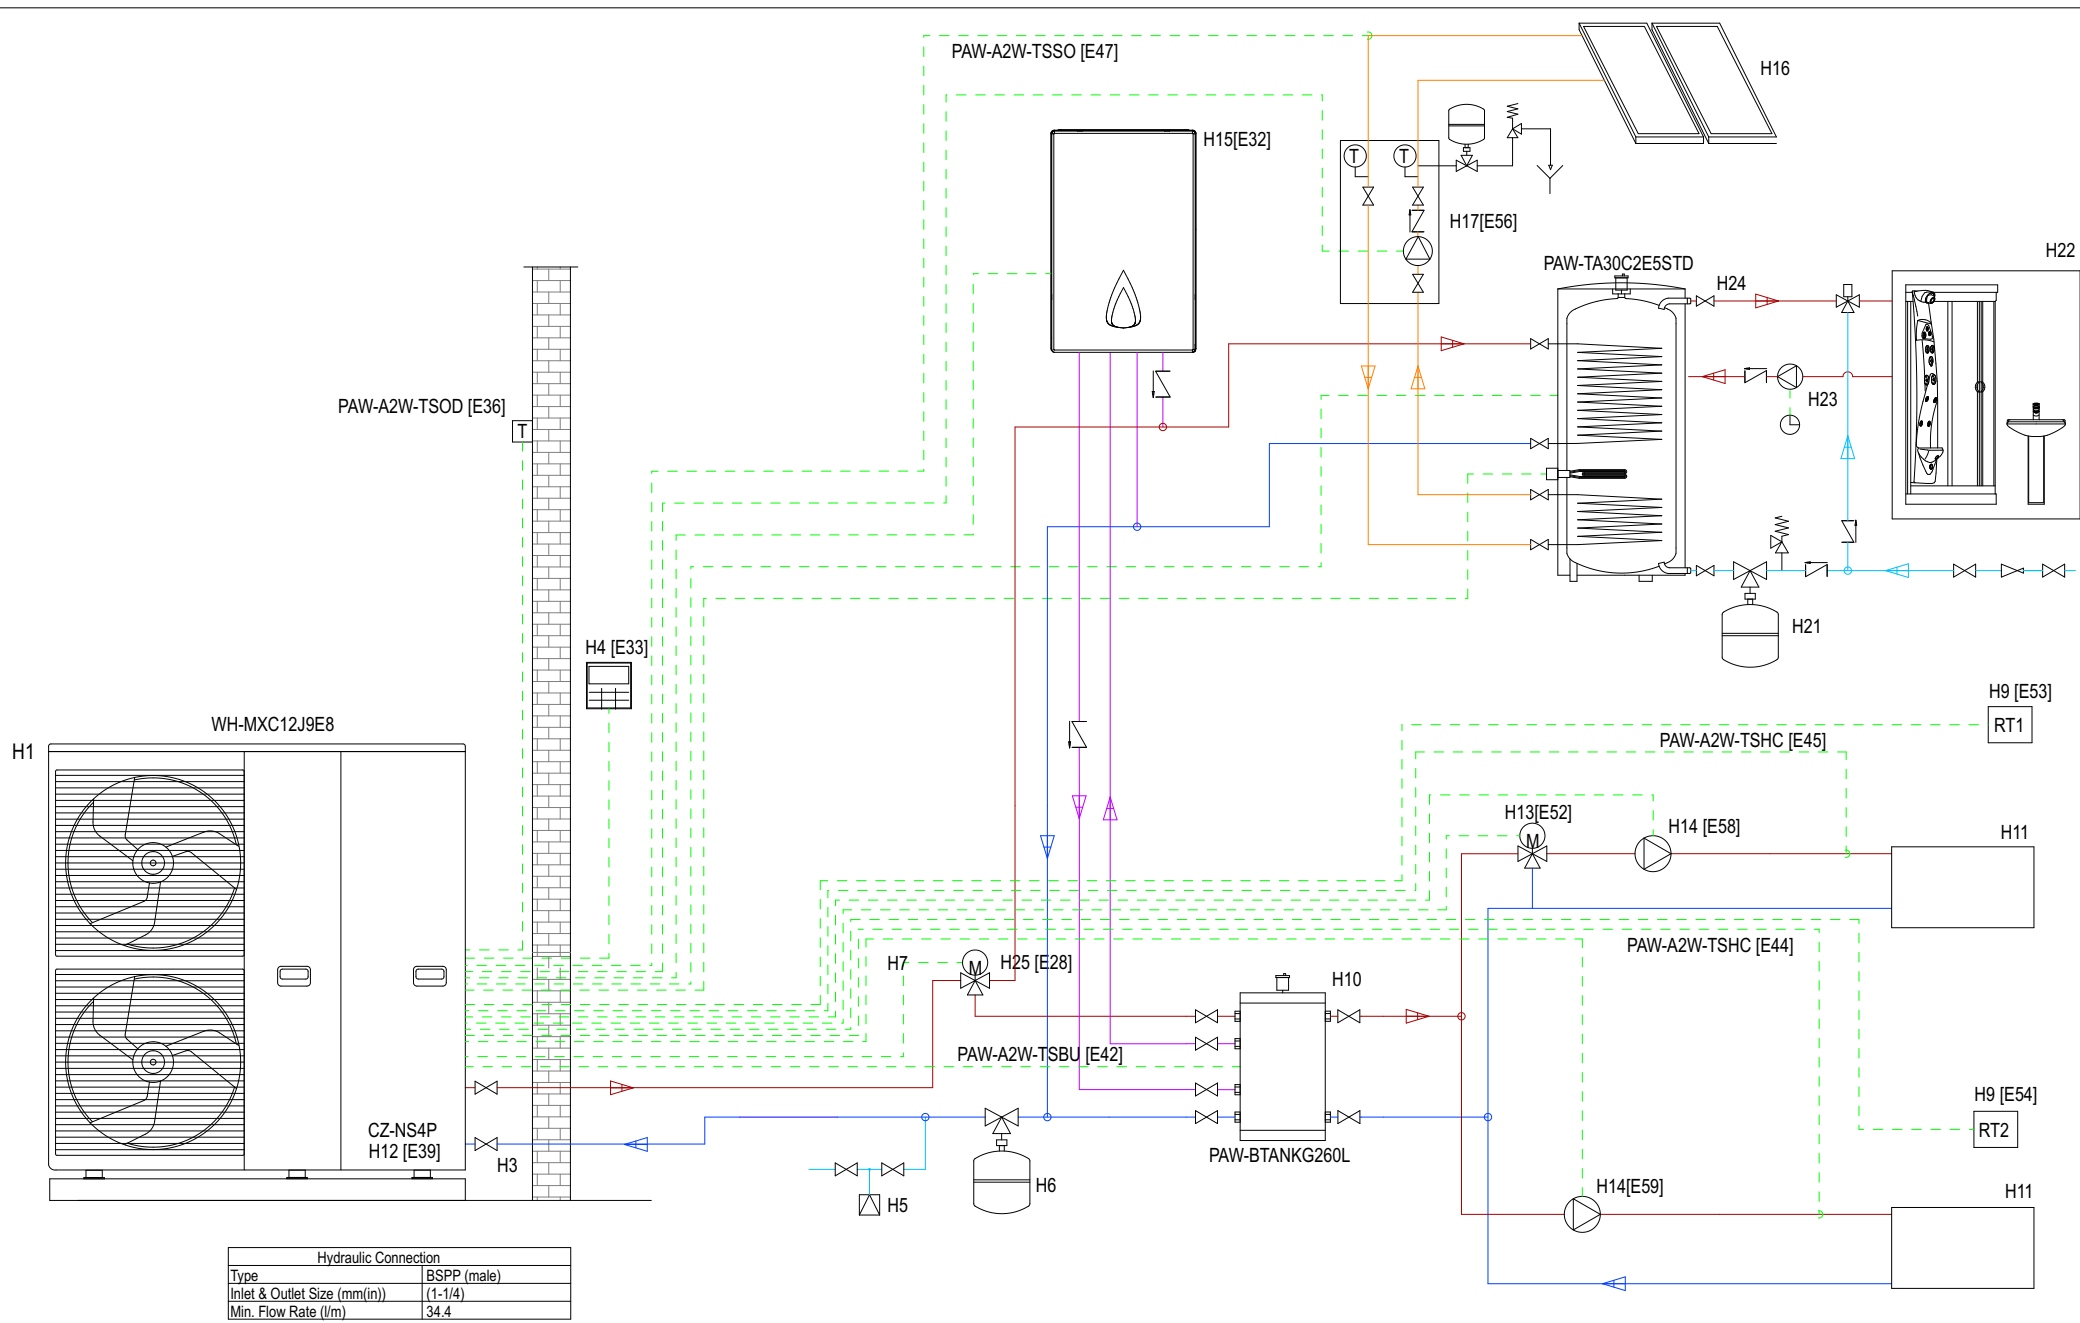 PAW-A2W-TSSO [E47]
H16
H15[E32]
T
T
H17[E56]
PAW-TA30C2E5STD
H24
H22
PAW-A2W-TSOD [E36]
T
H23
H21
H4 [E33]
H9 [E53]
RT1
WH-MXC12J9E8
H1
PAW-A2W-TSHC [E45]
H13[E52]
M
H14 [E58]
H11
PAW-A2W-TSHC [E44]
H7
M
H25 [E28]
H10
PAW-A2W-TSBU [E42]
H9 [E54]
RT2
CZ-NS4P
H12 [E39]
H3
PAW-BTANKG260L
H6
H5
H14[E59]
H11
Hydraulic Connection
Type BSPP (male)
Inlet & Outlet Size (mm(in)) (1-1/4)
Min. Flow Rate (l/m) 34.4